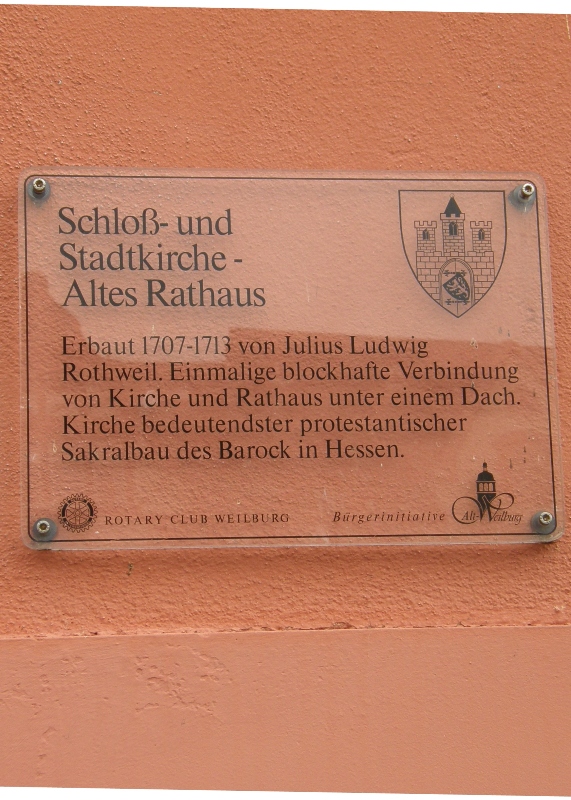 Schloß- und
Stadtkirche -
Altes Rathaus
Erbaut 1707-1713 von Julius Ludwig
Rothweil. Einmalige blockhafte Verbindung
von Kirche und Rathaus unter einem Dach.
Kirche bedeutendster protestantischer
Sakralbau des Barock in Hessen.
ROTARY CLUB WEILBURG
Bürgerinitiative Alt-Weilburg